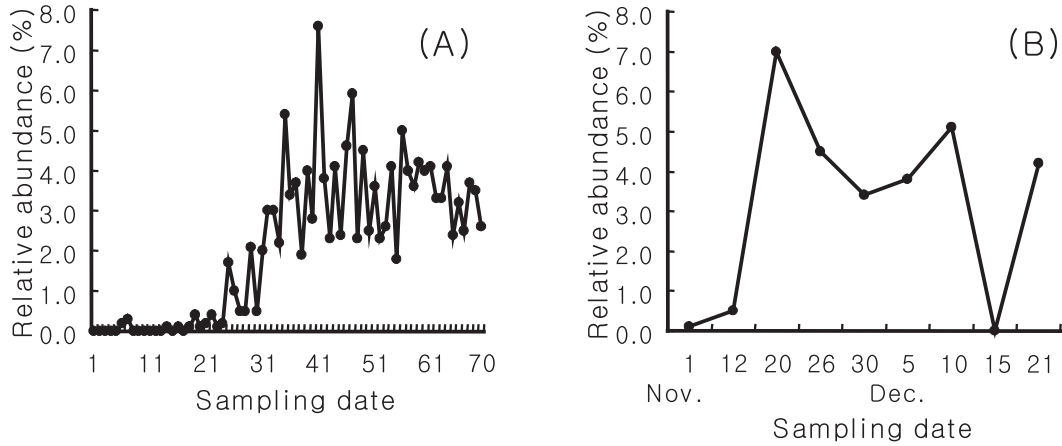 Relative abundance (%)
8.0
7.0
6.0
5.0
4.0
3.0
2.0
1.0
0.0
(A)
1 11 21 31 41 51 61 70
Sampling date
Relative abundance (%)
8.0
7.0
6.0
5.0
4.0
3.0
2.0
1.0
0.0
(B)
1 12 20 26 30 5 10 15 21
Nov. Dec.
Sampling date